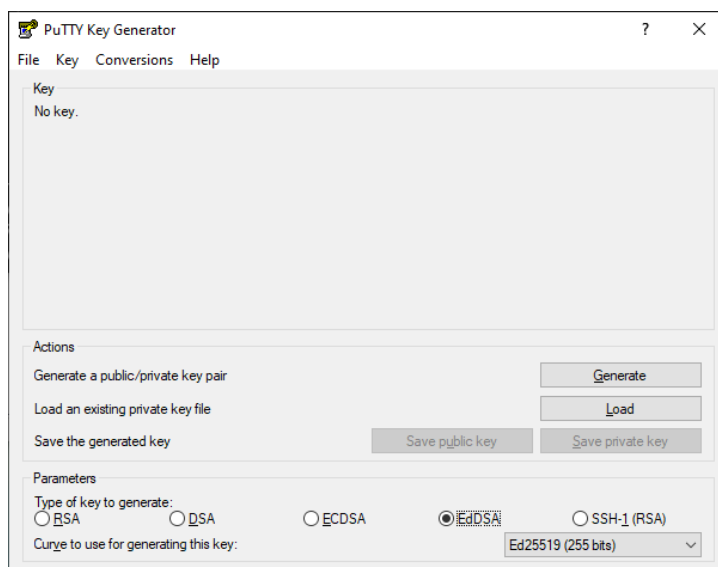 PuTTY Key Generator ?
File Key Conversions Help
Key
No key.
Actions
Generate a public/private key pair Generate
Load an existing private key file Load
Save the generated key Save public key Save private key
Parameters
Type of key to generate:
RSA DSA ECDSA EdDSA SSH-1 (RSA)
Curve to use for generating this key: Ed25519 (255 bits)